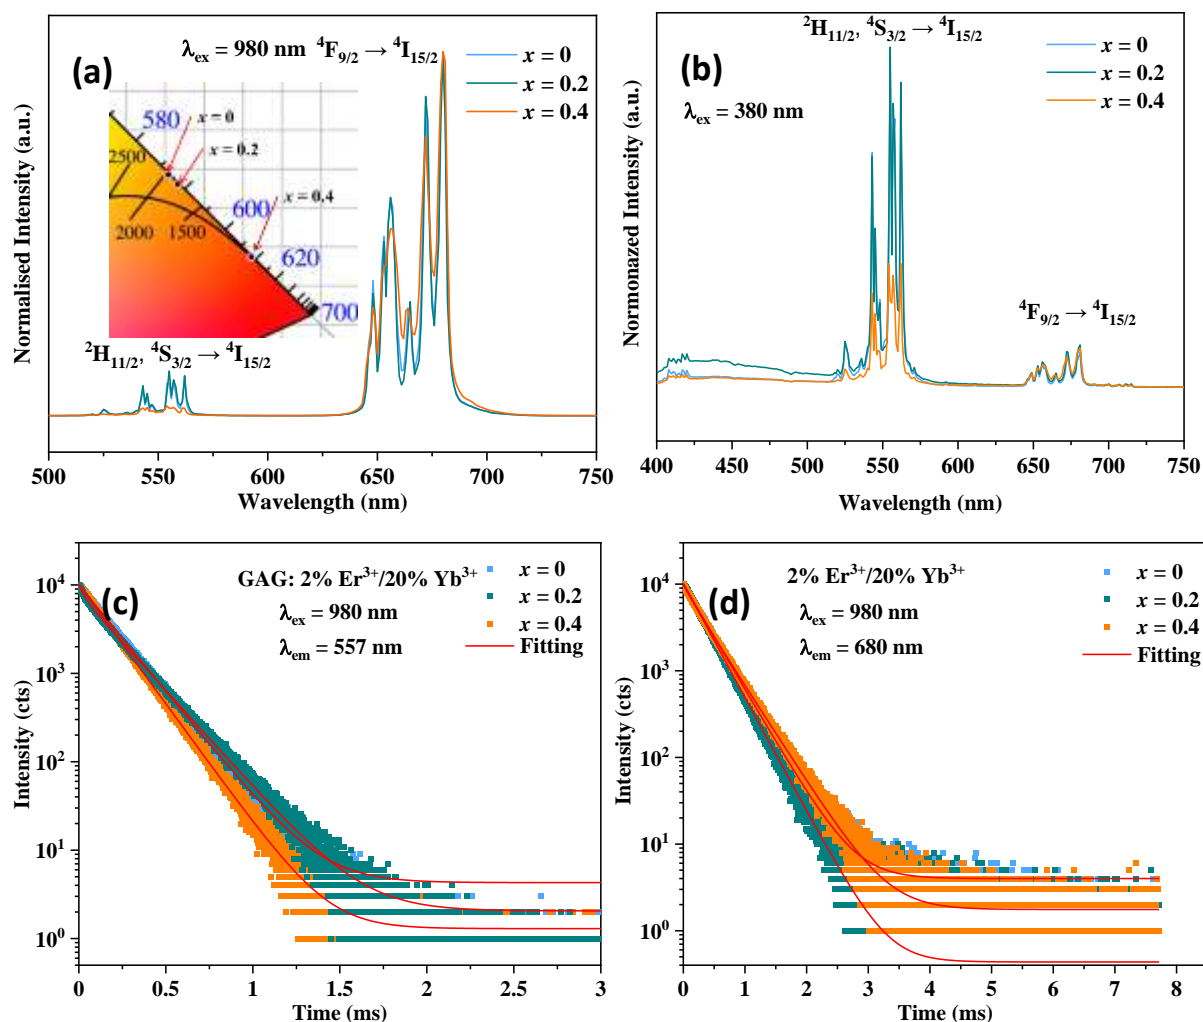 (a)
λex = 980 nm ⁴F9/2 → ⁴I15/2
x = 0
x = 0.2
x = 0.4
580
x = 0
2500
x = 0.2
x = 0.4
600
2000
1500
620
700
²H11/2, ⁴S3/2 → ⁴I15/2
Normalised Intensity (a.u.)
500 550 600 650 700 750
Wavelength (nm)
²H11/2, ⁴S3/2 → ⁴I15/2
(b)
x = 0
x = 0.2
x = 0.4
λex = 380 nm
⁴F9/2 → ⁴I15/2
Normonazed Intensity (a.u.)
400 450 500 550 600 650 700 750
Wavelength (nm)
(c)
GAG: 2% Er³⁺/20% Yb³⁺
λex = 980 nm
λem = 557 nm
x = 0
x = 0.2
x = 0.4
Fitting
Intensity (cts)
10⁴
10³
10²
10¹
10⁰
0 0.5 1 1.5 2 2.5 3
Time (ms)
(d)
2% Er³⁺/20% Yb³⁺
λex = 980 nm
λem = 680 nm
x = 0
x = 0.2
x = 0.4
Fitting
Intensity (cts)
10⁴
10³
10²
10¹
10⁰
0 1 2 3 4 5 6 7 8
Time (ms)